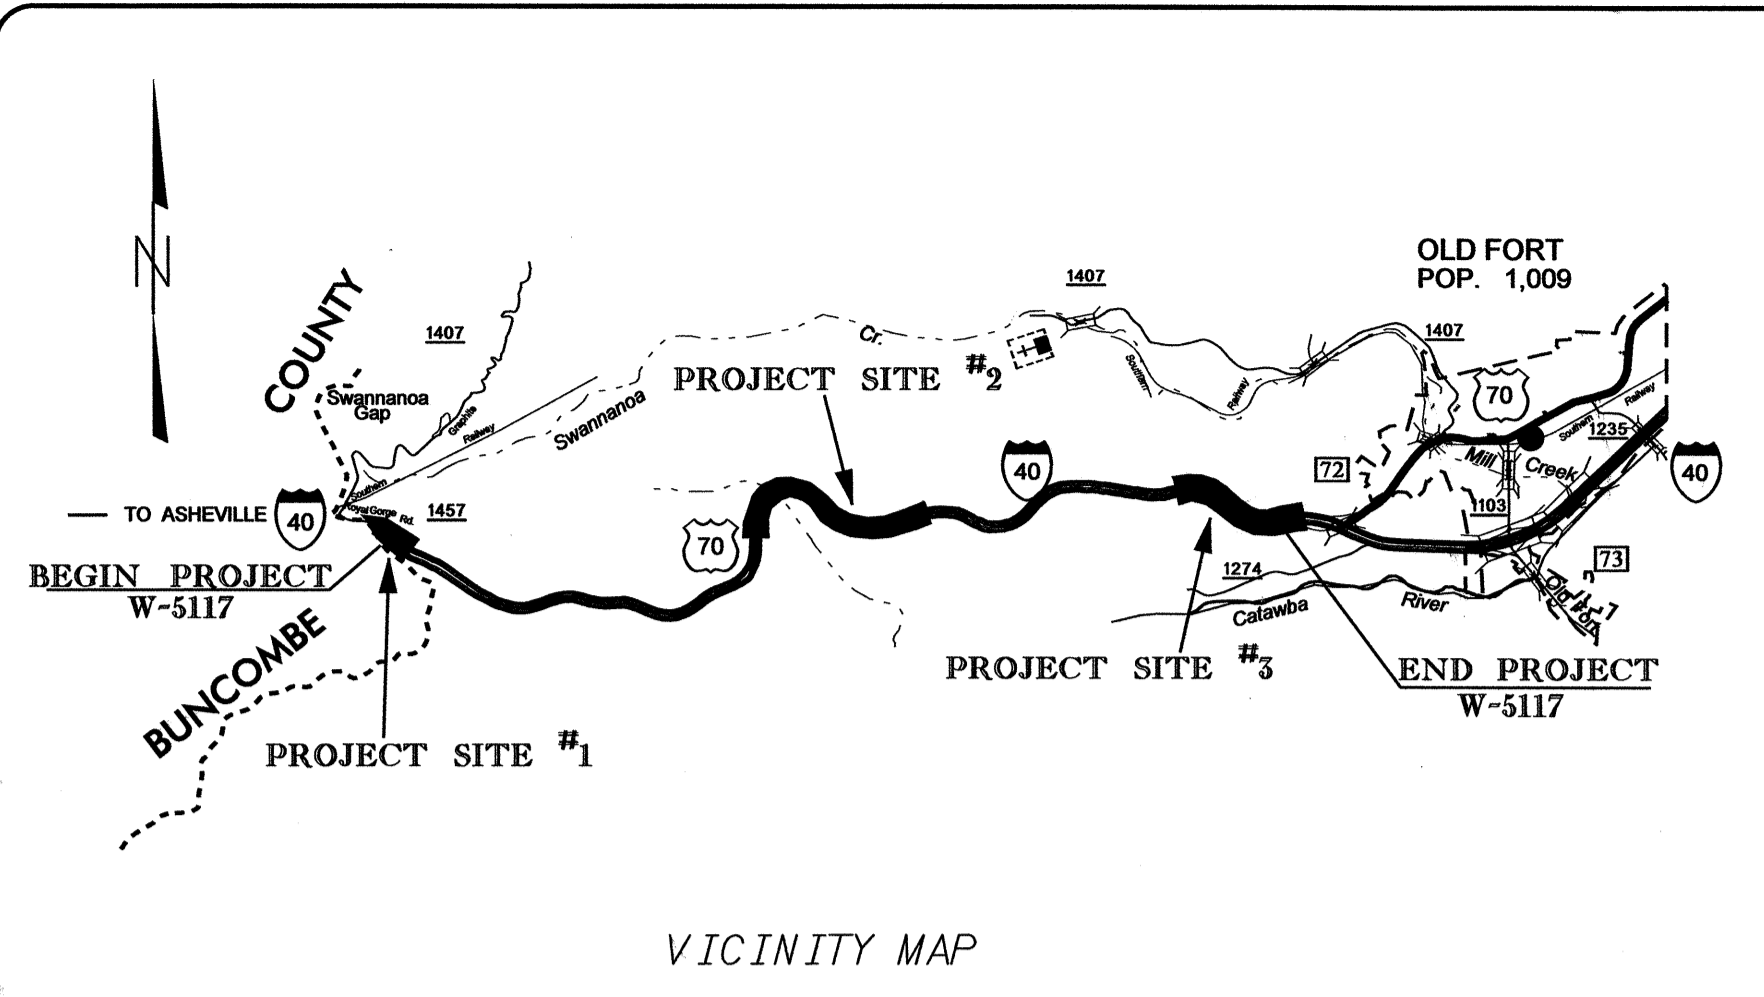 N
COUNTY
1407
Swannanoa
Gap
Graphite
Railway
Southern
Royal Gorge Rd.
1457
TO ASHEVILLE
40
BEGIN PROJECT
W-5117
BUNCOMBE
PROJECT SITE #1
Swannanoa
Cr.
PROJECT SITE #2
70
40
1407
Southern
Railway
OLD FORT
POP. 1,009
1407
70
72
Mill Creek
Southern
Railway
1235
40
1103
73
Old Fort
1274
Catawba River
PROJECT SITE #3
END PROJECT
W-5117
VICINITY MAP